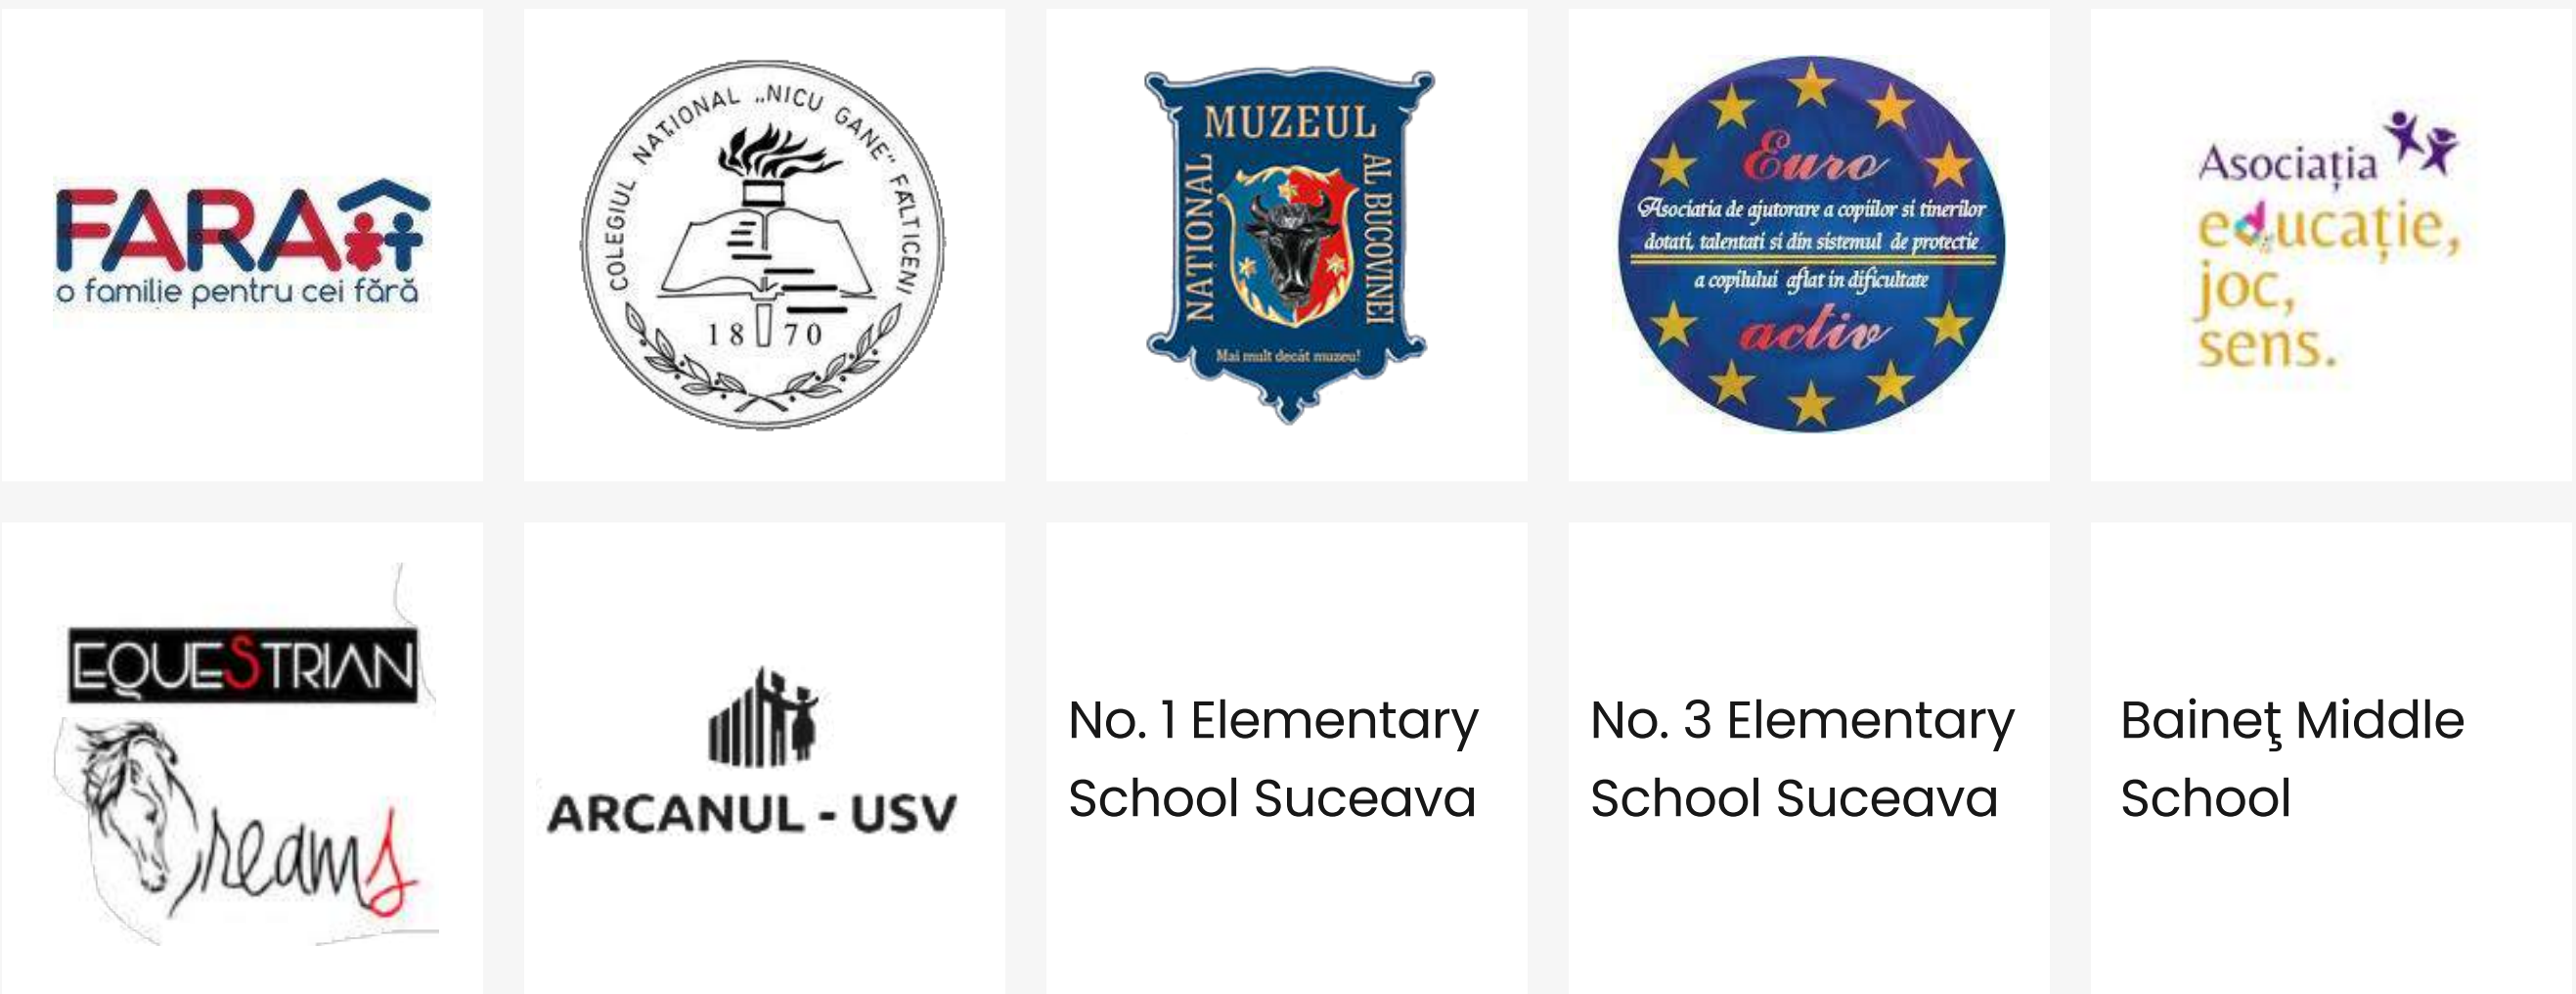 FARA
o familie pentru cei fără
COLEGIUL NAȚIONAL „NICU GANE” FĂLTICENI
18 70
MUZEUL
NAȚIONAL
AL BUCOVINEI
Mai mult decât muzeu!
Euro
Asociatia de ajutorare a copiilor si tinerilor
dotati, talentati si din sistemul de protectie
a copilului aflat in dificultate
activ
Asociația
educație,
joc,
sens.
EQUESTRIAN
Dreams
ARCANUL - USV
No. 1 Elementary
School Suceava
No. 3 Elementary
School Suceava
Baineţ Middle
School